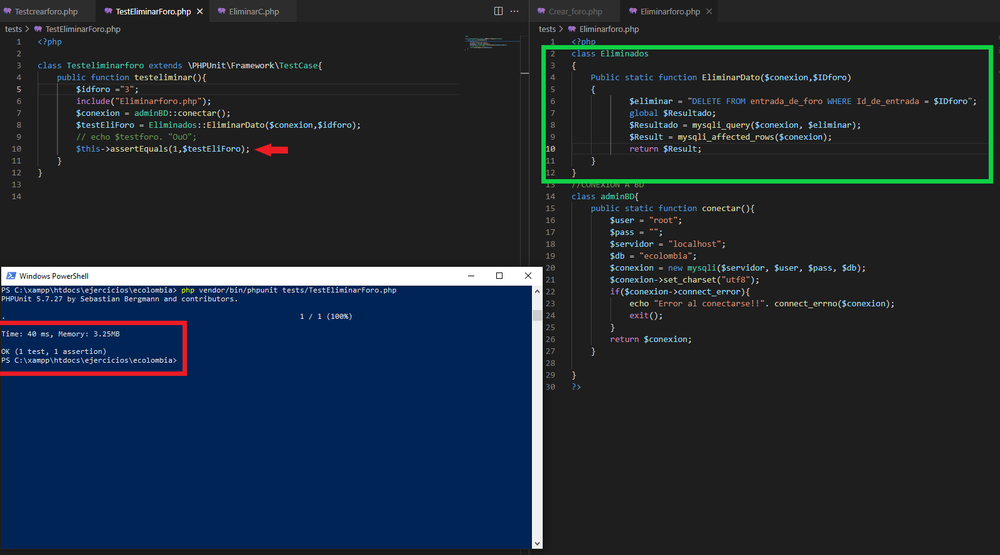 Testcrearforo.php
TestEliminarForo.php
EliminarC.php
tests > TestEliminarForo.php
1 <?php
2
3 class Testeliminarforo extends \PHPUnit\Framework\TestCase{
4 public function testeliminar(){
5 $idforo ="3";
6 include("Eliminarforo.php");
7 $conexion = adminBD::conectar();
8 $testEliForo = Eliminados::EliminarDato($conexion,$idforo);
9 // echo $testforo. "OuO";
10 $this->assertEquals(1,$testEliForo);
11 }
12 }
13
14
Crear_foro.php
Eliminarforo.php
tests > Eliminarforo.php
1 <?php
2 class Eliminados
3 {
4 Public static function EliminarDato($conexion,$IDforo)
5 {
6 $eliminar = "DELETE FROM entrada_de_foro WHERE Id_de_entrada = $IDforo";
7 global $Resultado;
8 $Resultado = mysqli_query($conexion, $eliminar);
9 $Result = mysqli_affected_rows($conexion);
10 return $Result;
11 }
12 }
13 //CONEXION A BD
14 class adminBD{
15 public static function conectar(){
16 $user = "root";
17 $pass = "";
18 $servidor = "localhost";
19 $db = "ecolombia";
20 $conexion = new mysqli($servidor, $user, $pass, $db);
21 $conexion->set_charset("utf8");
22 if($conexion->connect_error){
23 echo "Error al conectarse!!". connect_errno($conexion);
24 exit();
25 }
26 return $conexion;
27 }
28
29 }
30 ?>
Windows PowerShell
PS C:\xampp\htdocs\ejercicios\ecolombia> php vendor/bin/phpunit tests/TestEliminarForo.php
PHPUnit 5.7.27 by Sebastian Bergmann and contributors.
. 1 / 1 (100%)
Time: 40 ms, Memory: 3.25MB
OK (1 test, 1 assertion)
PS C:\xampp\htdocs\ejercicios\ecolombia>